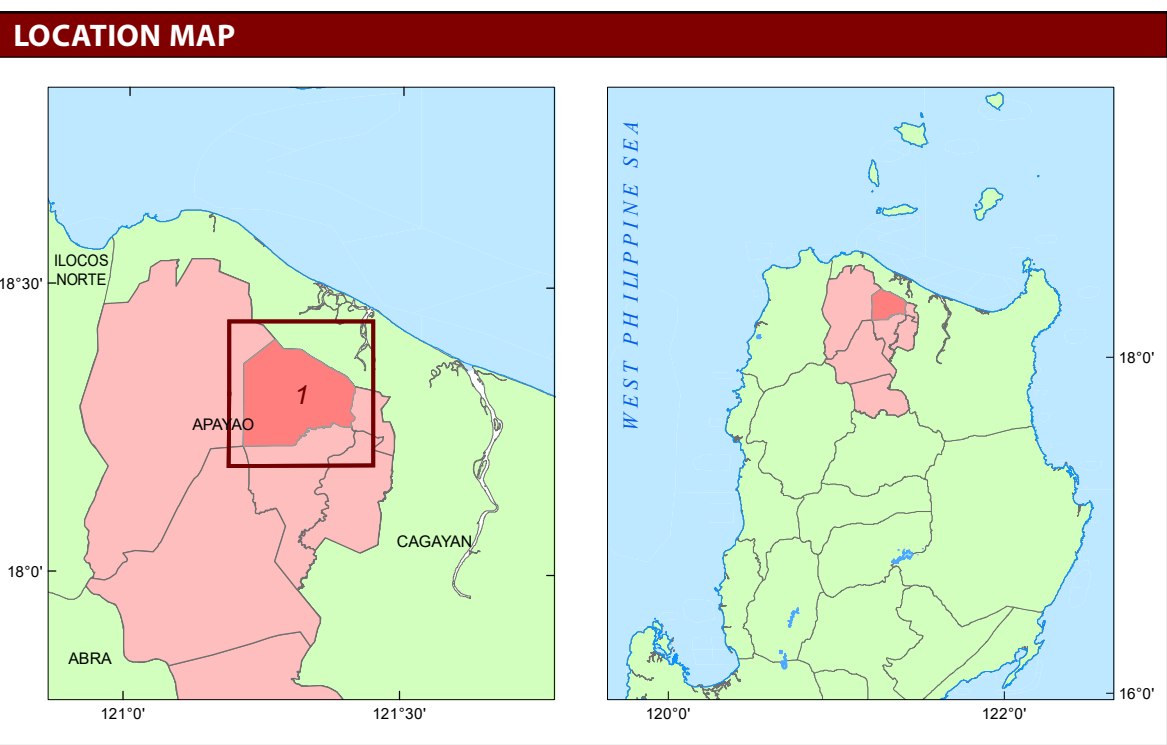 LOCATION MAP
ILOCOS
NORTE
18°30'
1
APAYAO
CAGAYAN
18°0'
ABRA
121°0'
121°30'
WEST PHILIPPINE SEA
18°0'
16°0'
120°0'
122°0'